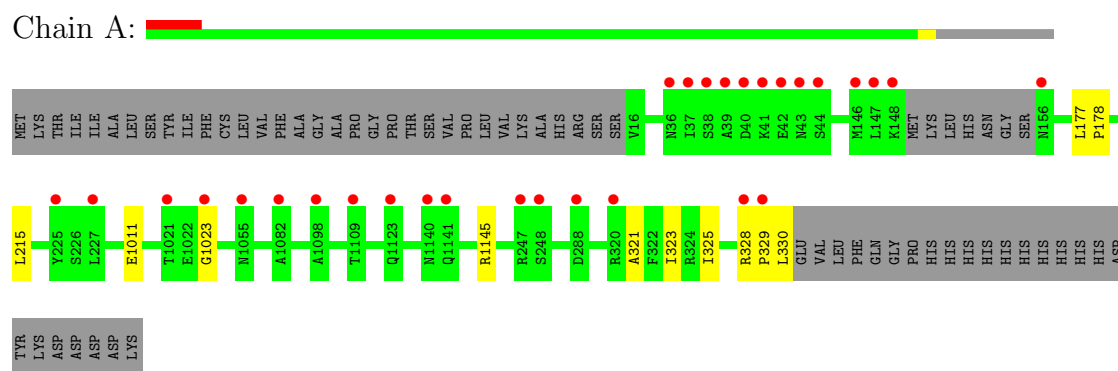 Chain A:
MET LYS THR ILE ILE ALA LEU SER TYR ILE PHE CYS LEU VAL PHE ALA GLY ALA PRO GLY PRO THR SER VAL PRO LEU VAL LYS ALA HIS ARG SER SER V16 N36 I37 S38 A39 D40 K41 E42 N43 S44 M146 L147 K148 MET LYS LEU HIS ASN GLY SER N156 L177 P178
L215 Y225 S226 L227 E1011 T1021 E1022 G1023 N1055 A1082 A1098 T1109 Q1123 N1140 Q1141 R1145 R247 S248 D288 R320 A321 F322 I323 R324 I325 R328 P329 L330 GLU VAL LEU PHE GLN GLY PRO HIS HIS HIS HIS HIS HIS HIS HIS HIS HIS ASP
TYR LYS ASP ASP ASP ASP LYS